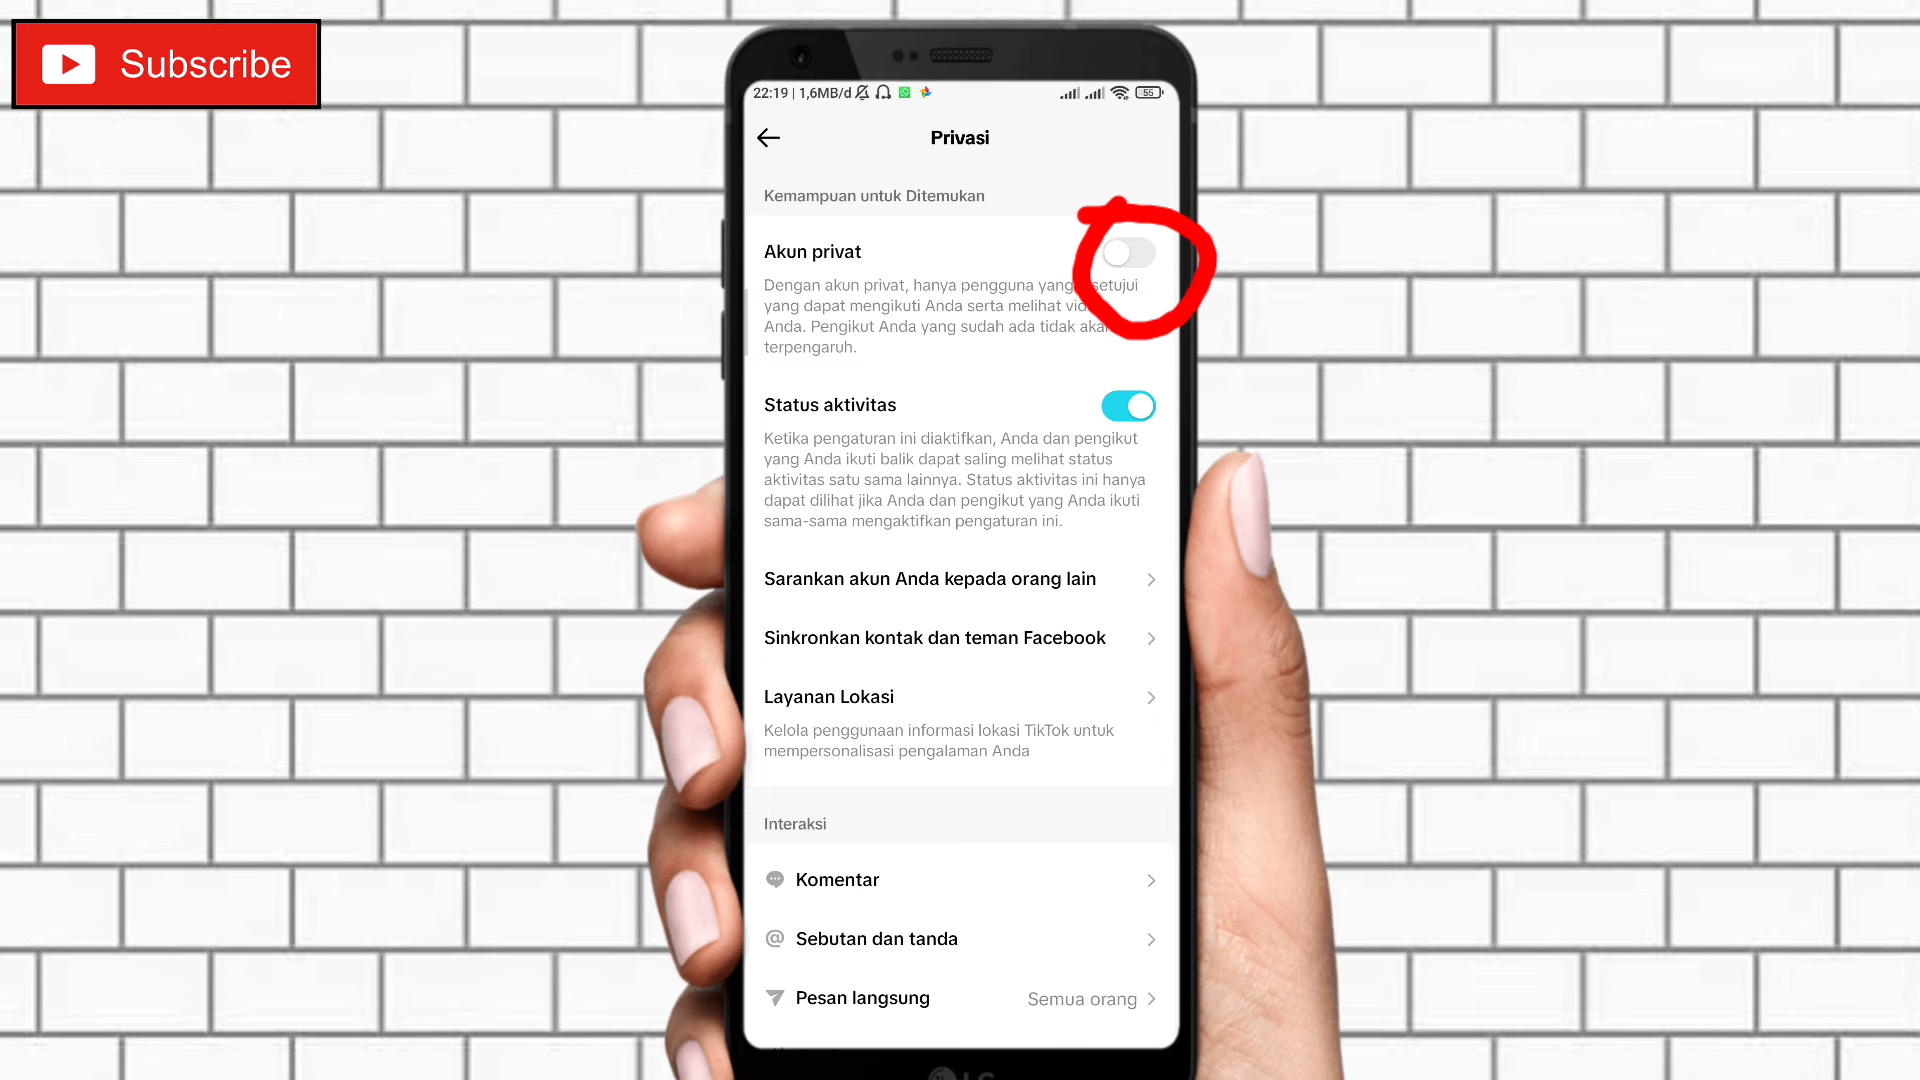 Subscribe
22:19 | 1,6MB/d
55
Privasi
Kemampuan untuk Ditemukan
Akun privat
Dengan akun privat, hanya pengguna yang setujui
yang dapat mengikuti Anda serta melihat
Anda. Pengikut Anda yang sudah ada tidak akan
terpengaruh.
Status aktivitas
Ketika pengaturan ini diaktifkan, Anda dan pengikut
yang Anda ikuti balik dapat saling melihat status
aktivitas satu sama lainnya. Status aktivitas ini hanya
dapat dilihat jika Anda dan pengikut yang Anda ikuti
sama-sama mengaktifkan pengaturan ini.
Sarankan akun Anda kepada orang lain
Sinkronkan kontak dan teman Facebook
Layanan Lokasi
Kelola penggunaan informasi lokasi TikTok untuk
mempersonalisasi pengalaman Anda
Interaksi
Komentar
Sebutan dan tanda
Pesan langsung Semua orang
LG